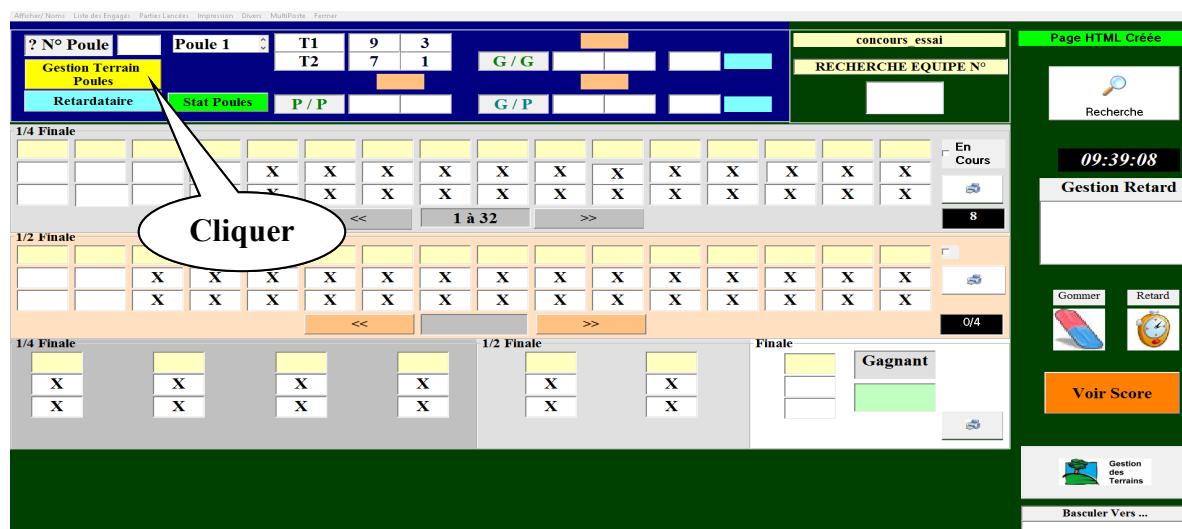 Afficher/ Noms Liste des Engagés Parties Lancées Impression Divers MultiPoste Fermer
? N° Poule Poule 1 T1 9 3 concours_essai Page HTML Créée
T2 7 1 G / G
Gestion Terrain Poules RECHERCHE EQUIPE N°
Retardataire Stat Poules P / P G / P Recherche
1/4 Finale
En Cours
X X X X X X X X X X X X 09:39:08
X X X X X X X X X X X X Gestion Retard
<< 1 à 32 >> 8
Cliquer
1/2 Finale
X X X X X X X X X X X X X X
X X X X X X X X X X X X X X
Gommer Retard
<< >> 0/4
1/4 Finale 1/2 Finale Finale
Gagnant
X X X X X X
X X X X X X
Voir Score
Gestion
des
Terrains
Basculer Vers ...